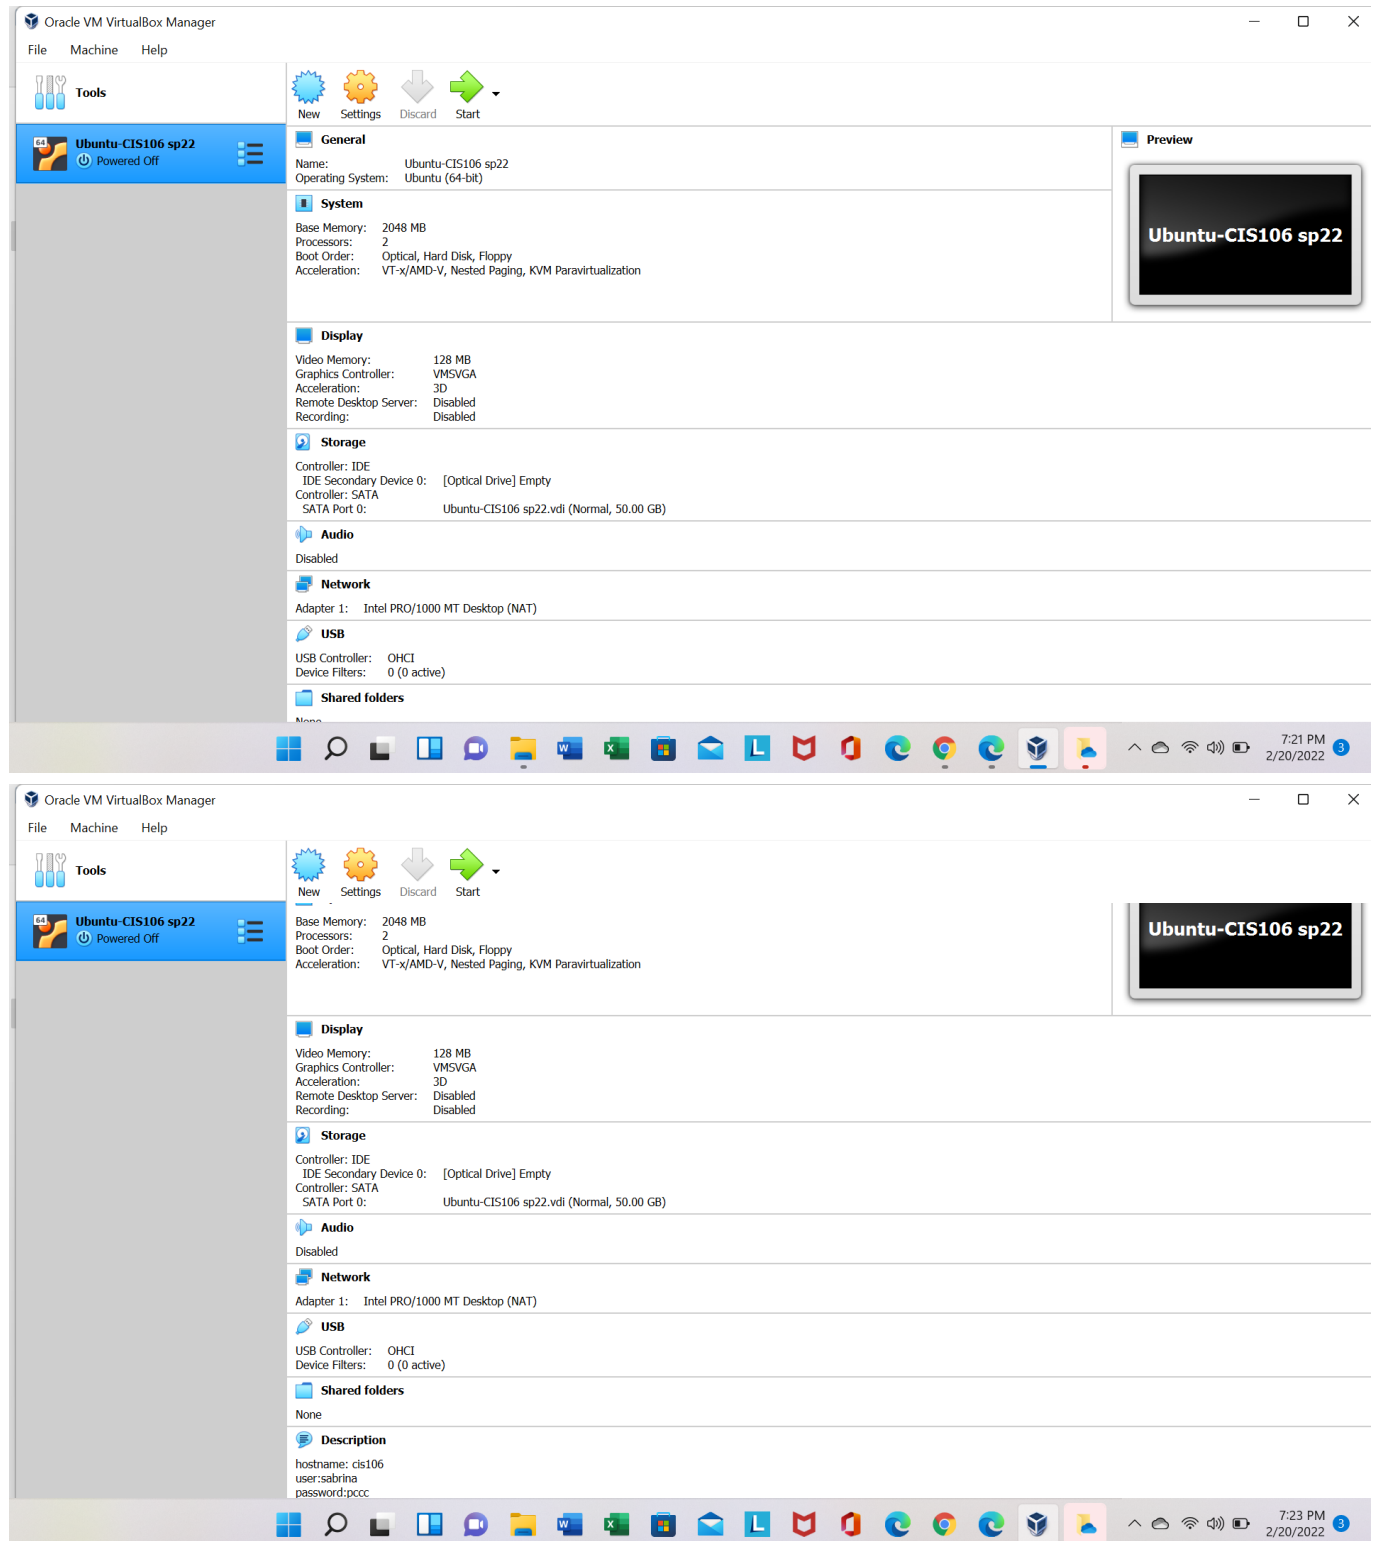 Oracle VM VirtualBox Manager
File Machine Help
Tools
New Settings Discard Start
64
Ubuntu-CIS106 sp22
Powered Off
General
Name: Ubuntu-CIS106 sp22
Operating System: Ubuntu (64-bit)
Preview
Ubuntu-CIS106 sp22
System
Base Memory: 2048 MB
Processors: 2
Boot Order: Optical, Hard Disk, Floppy
Acceleration: VT-x/AMD-V, Nested Paging, KVM Paravirtualization
Display
Video Memory: 128 MB
Graphics Controller: VMSVGA
Acceleration: 3D
Remote Desktop Server: Disabled
Recording: Disabled
Storage
Controller: IDE
IDE Secondary Device 0: [Optical Drive] Empty
Controller: SATA
SATA Port 0: Ubuntu-CIS106 sp22.vdi (Normal, 50.00 GB)
Audio
Disabled
Network
Adapter 1: Intel PRO/1000 MT Desktop (NAT)
USB
USB Controller: OHCI
Device Filters: 0 (0 active)
Shared folders
None
7:21 PM
2/20/2022
3
Oracle VM VirtualBox Manager
File Machine Help
Tools
New Settings Discard Start
64
Ubuntu-CIS106 sp22
Powered Off
Ubuntu-CIS106 sp22
Base Memory: 2048 MB
Processors: 2
Boot Order: Optical, Hard Disk, Floppy
Acceleration: VT-x/AMD-V, Nested Paging, KVM Paravirtualization
Display
Video Memory: 128 MB
Graphics Controller: VMSVGA
Acceleration: 3D
Remote Desktop Server: Disabled
Recording: Disabled
Storage
Controller: IDE
IDE Secondary Device 0: [Optical Drive] Empty
Controller: SATA
SATA Port 0: Ubuntu-CIS106 sp22.vdi (Normal, 50.00 GB)
Audio
Disabled
Network
Adapter 1: Intel PRO/1000 MT Desktop (NAT)
USB
USB Controller: OHCI
Device Filters: 0 (0 active)
Shared folders
None
Description
hostname: cis106
user:sabrina
password:pccc
7:23 PM
2/20/2022
3